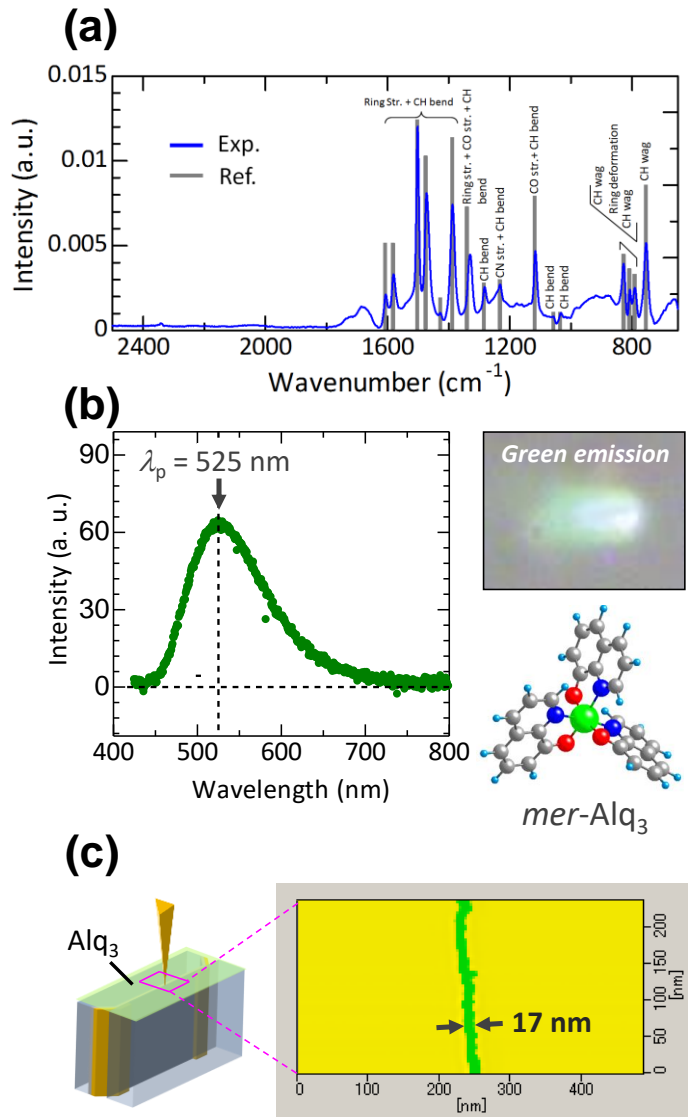 (a)
0.015
0.01
0.005
0
Intensity (a. u.)
Exp.
Ref.
Ring Str. + CH bend
Ring str. + CO str. + CH
bend
CH bend
CN str. + CH bend
CO str.+ CH bend
CH bend
CH bend
CH wag
Ring deformation
CH wag
CH wag
2400 2000 1600 1200 800
Wavenumber (cm-1)
(b)
90
60
30
0
Intensity (a. u.)
λp = 525 nm
400 500 600 700 800
Wavelength (nm)
Green emission
mer-Alq3
(c)
Alq3
17 nm
0 100 200 300 400
[nm]
0 50 100 150 200
[nm]